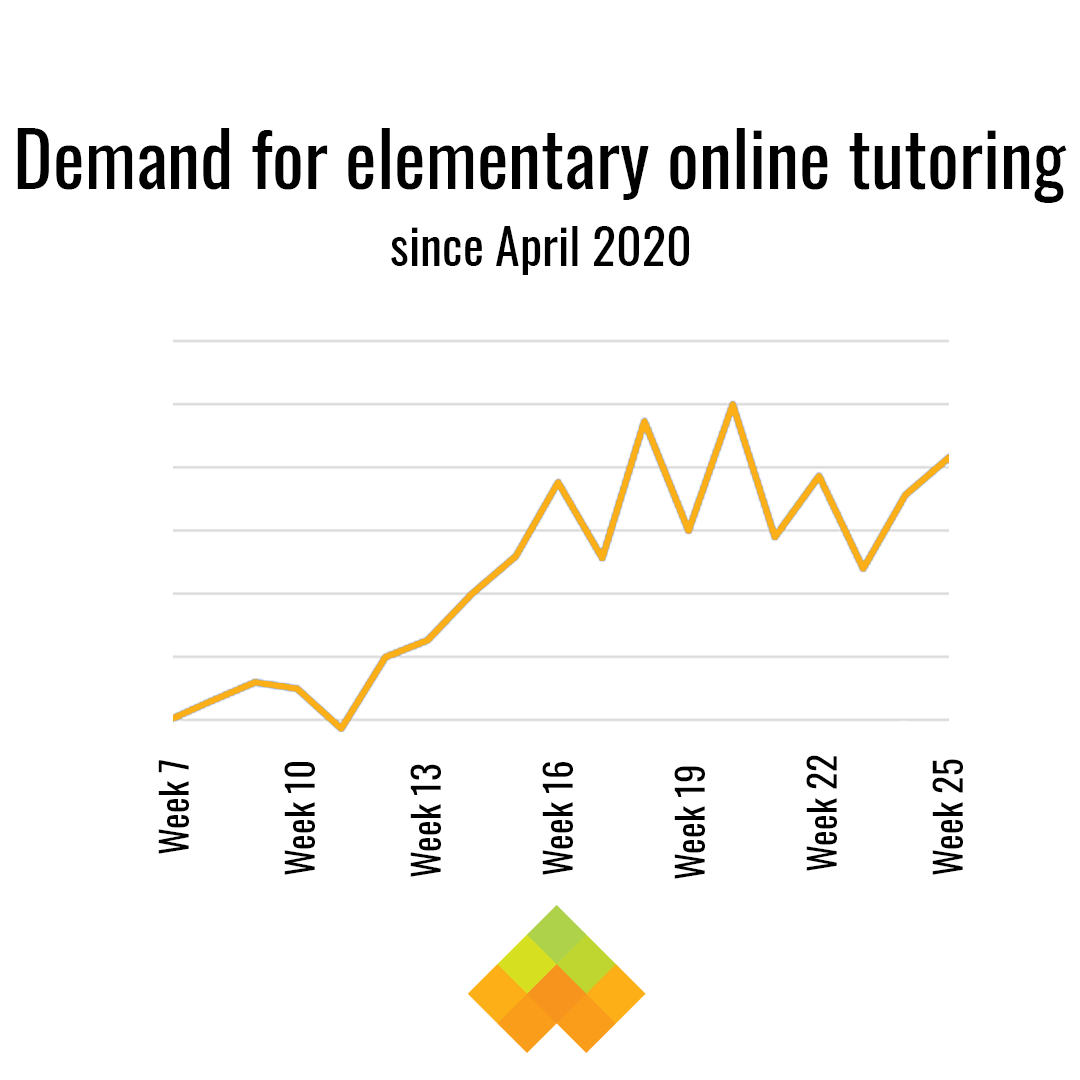 Demand for elementary online tutoring
since April 2020
Week 7
Week 10
Week 13
Week 16
Week 19
Week 22
Week 25